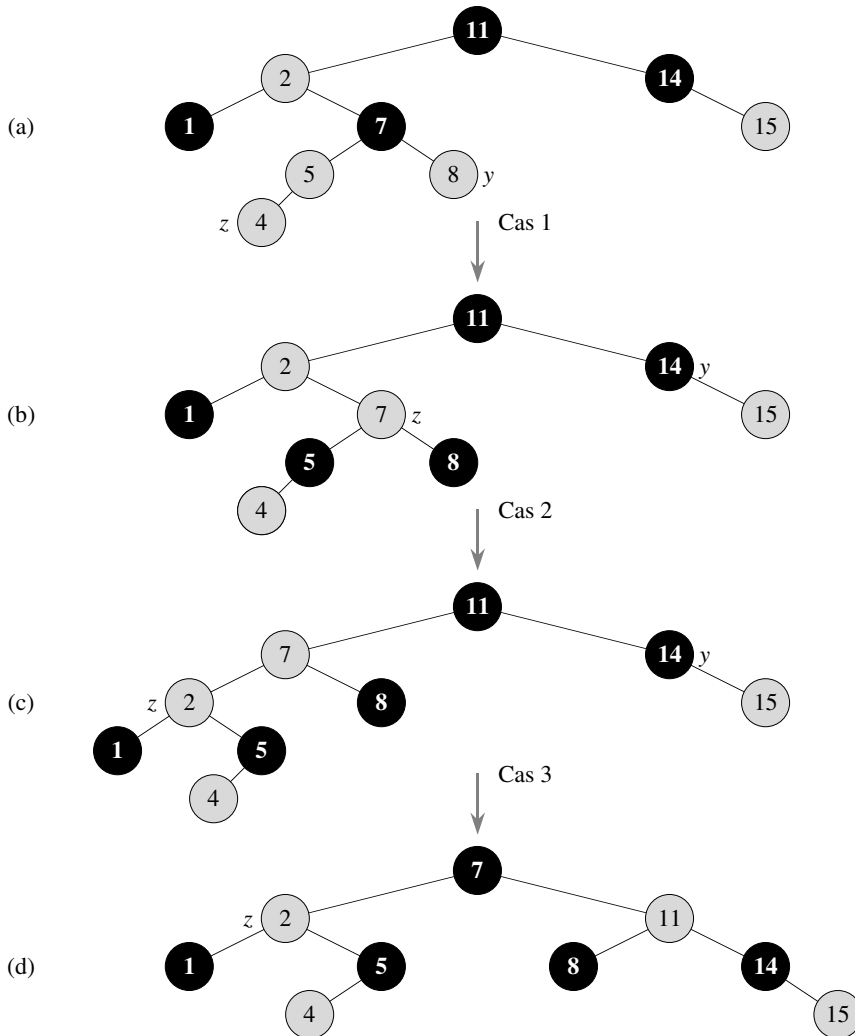 11
2 14
(a) 1 7 15
5 8 y
z 4
Cas 1
11
2 14 y
(b) 1 7 z 15
5 8
4
Cas 2
11
7 14 y
(c) z 2 8 15
1 5
4
Cas 3
7
z 2 11
(d) 1 5 8 14
4 15